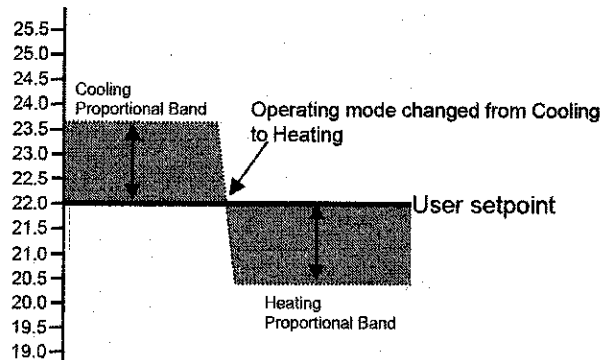 25.5
25.0
24.5
24.0
23.5
23.0
22.5
22.0
21.5
21.0
20.5
20.0
19.5
19.0
Cooling
Proportional Band
Operating mode changed from Cooling
to Heating
User setpoint
Heating
Proportional Band